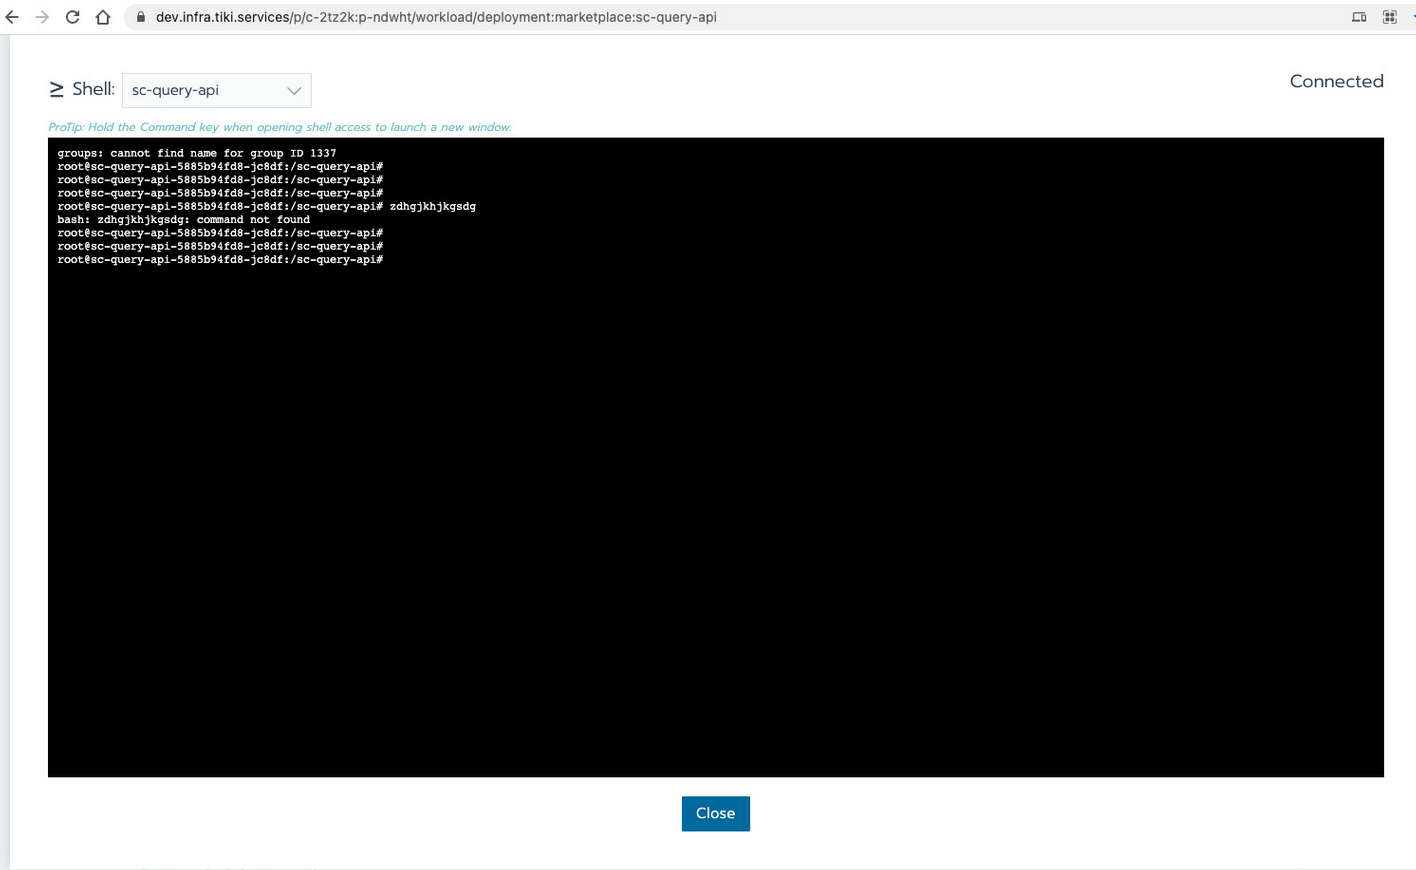 dev.infra.tiki.services/p/c-2tz2k:p-ndwht/workload/deployment:marketplace:sc-query-api
Shell: sc-query-api
Connected
ProTip: Hold the Command key when opening shell access to launch a new window.
groups: cannot find name for group ID 1337
root@sc-query-api-5885b94fd8-jc8df:/sc-query-api#
root@sc-query-api-5885b94fd8-jc8df:/sc-query-api#
root@sc-query-api-5885b94fd8-jc8df:/sc-query-api#
root@sc-query-api-5885b94fd8-jc8df:/sc-query-api# zdhgjkhjkgsdg
bash: zdhgjkhjkgsdg: command not found
root@sc-query-api-5885b94fd8-jc8df:/sc-query-api#
root@sc-query-api-5885b94fd8-jc8df:/sc-query-api#
root@sc-query-api-5885b94fd8-jc8df:/sc-query-api#
Close